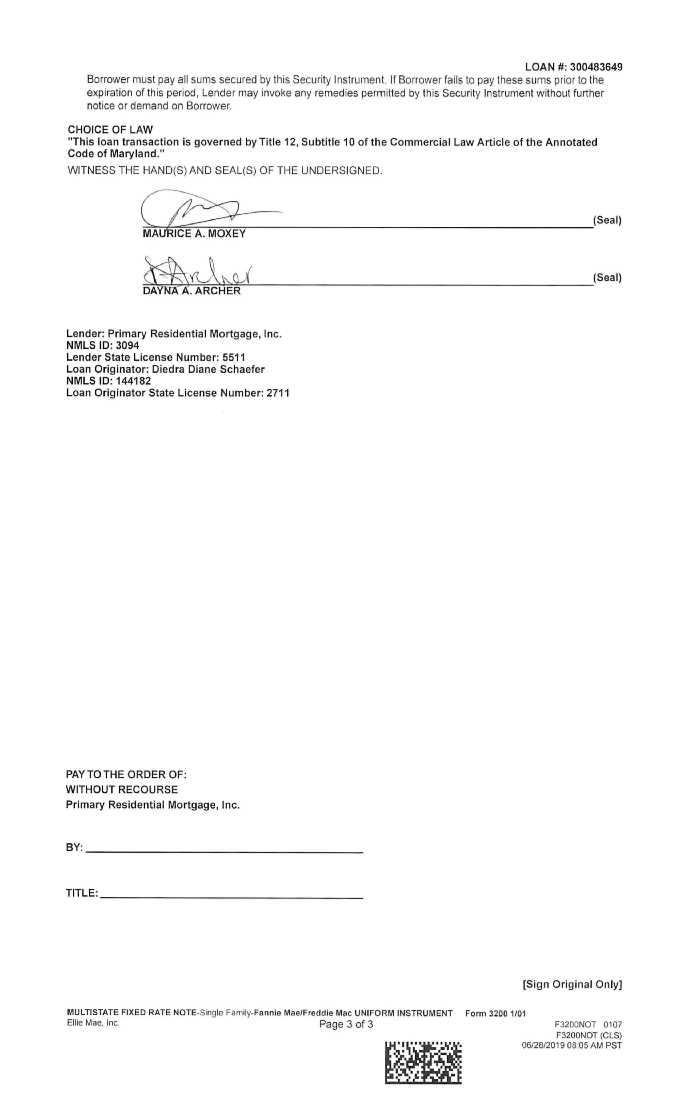 LOAN #: 300483649
Borrower must pay all sums secured by this Security Instrument. If Borrower fails to pay these sums prior to the
expiration of this period, Lender may invoke any remedies permitted by this Security Instrument without further
notice or demand on Borrower.
CHOICE OF LAW
"This loan transaction is governed by Title 12, Subtitle 10 of the Commercial Law Article of the Annotated
Code of Maryland."
WITNESS THE HAND(S) AND SEAL(S) OF THE UNDERSIGNED.
(Seal)
MAURICE A. MOXEY
DArcher
(Seal)
DAYNA A. ARCHER
Lender: Primary Residential Mortgage, Inc.
NMLS ID: 3094
Lender State License Number: 5511
Loan Originator: Diedra Diane Schaefer
NMLS ID: 144182
Loan Originator State License Number: 2711
PAY TO THE ORDER OF:
WITHOUT RECOURSE
Primary Residential Mortgage, Inc.
BY:
TITLE:
[Sign Original Only]
MULTISTATE FIXED RATE NOTE-Single Family-Fannie Mae/Freddie Mac UNIFORM INSTRUMENT Form 3200 1/01
Ellie Mae, Inc. Page 3 of 3 F3200NOT 0107
F3200NOT (CLS)
06/28/2019 08:05 AM PST